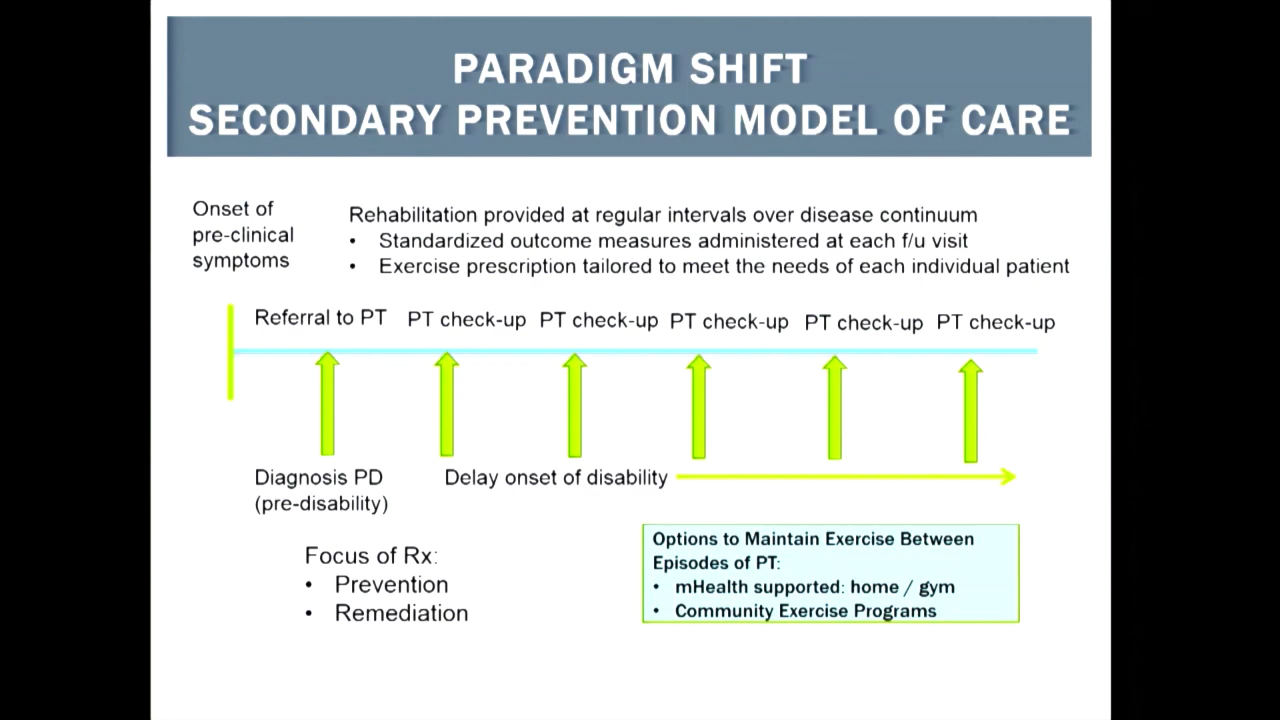 PARADIGM SHIFT
SECONDARY PREVENTION MODEL OF CARE
Onset of
pre-clinical
symptoms
Rehabilitation provided at regular intervals over disease continuum
• Standardized outcome measures administered at each f/u visit
• Exercise prescription tailored to meet the needs of each individual patient
Referral to PT PT check-up PT check-up PT check-up PT check-up PT check-up
Diagnosis PD
(pre-disability)
Delay onset of disability
Focus of Rx:
• Prevention
• Remediation
Options to Maintain Exercise Between
Episodes of PT:
• mHealth supported: home / gym
• Community Exercise Programs